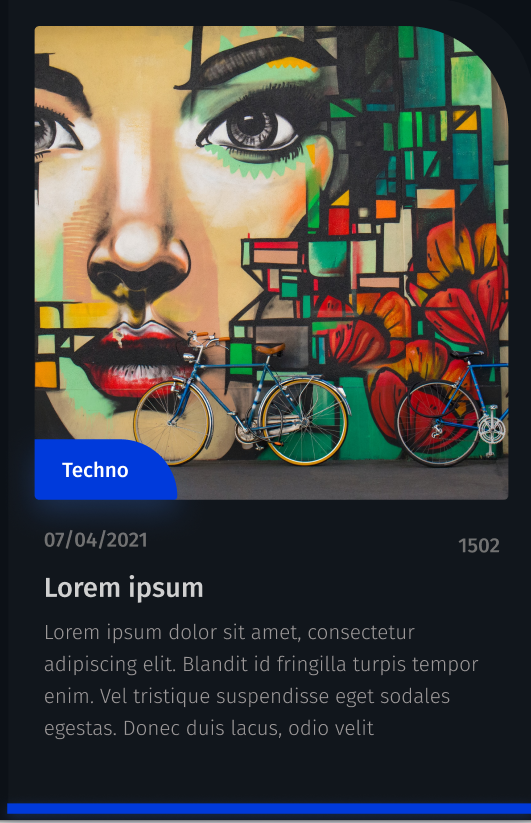 Techno
07/04/2021
1502
Lorem ipsum
Lorem ipsum dolor sit amet, consectetur
adipiscing elit. Blandit id fringilla turpis tempor
enim. Vel tristique suspendisse eget sodales
egestas. Donec duis lacus, odio velit